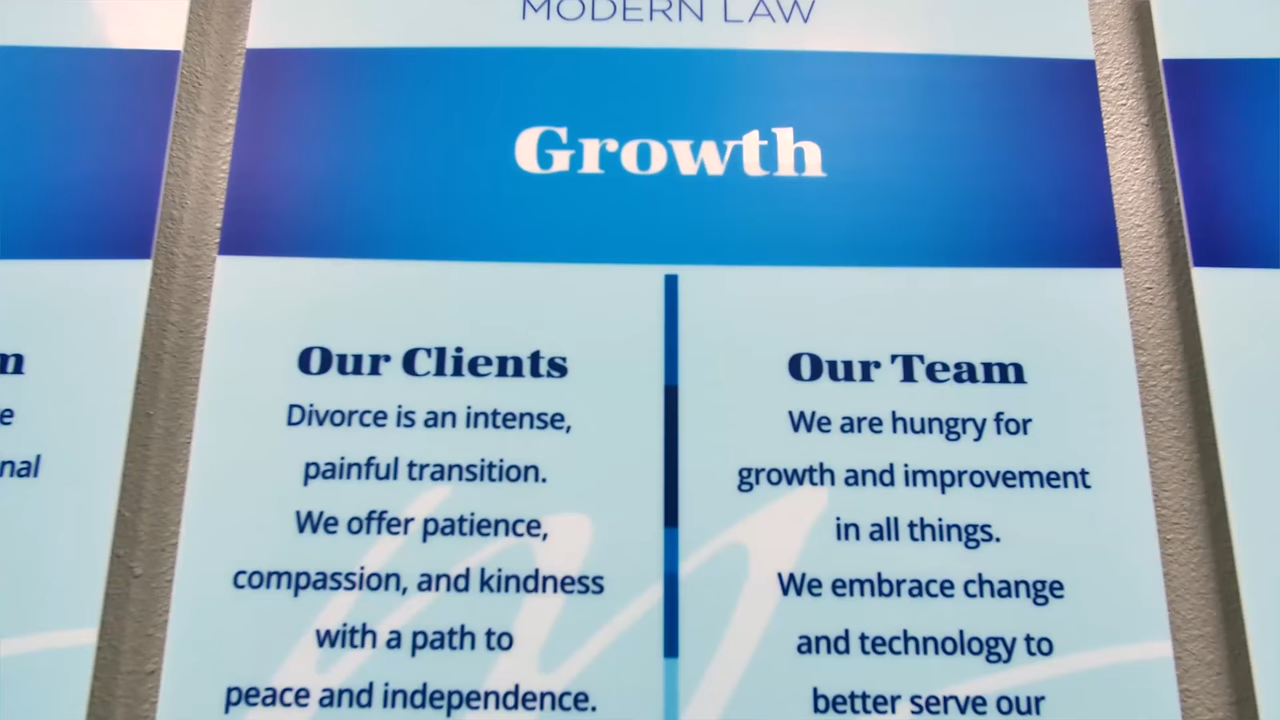 MODERN LAW
Growth
Our Clients
Divorce is an intense,
painful transition.
We offer patience,
compassion, and kindness
with a path to
peace and independence.
Our Team
We are hungry for
growth and improvement
in all things.
We embrace change
and technology to
better serve our